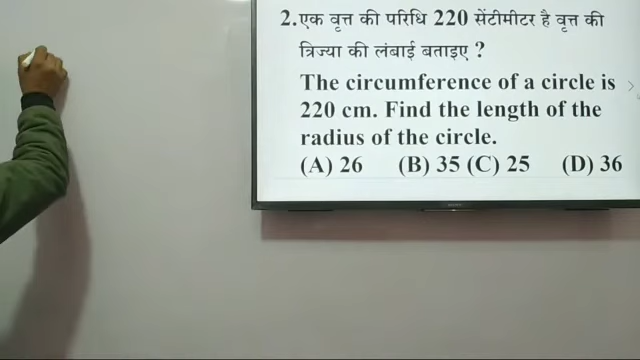 2.एक वृत्त की परिधि 220 सेंटीमीटर है वृत्त की
त्रिज्या की लंबाई बताइए ?
The circumference of a circle is
220 cm. Find the length of the
radius of the circle.
(A) 26 (B) 35 (C) 25 (D) 36